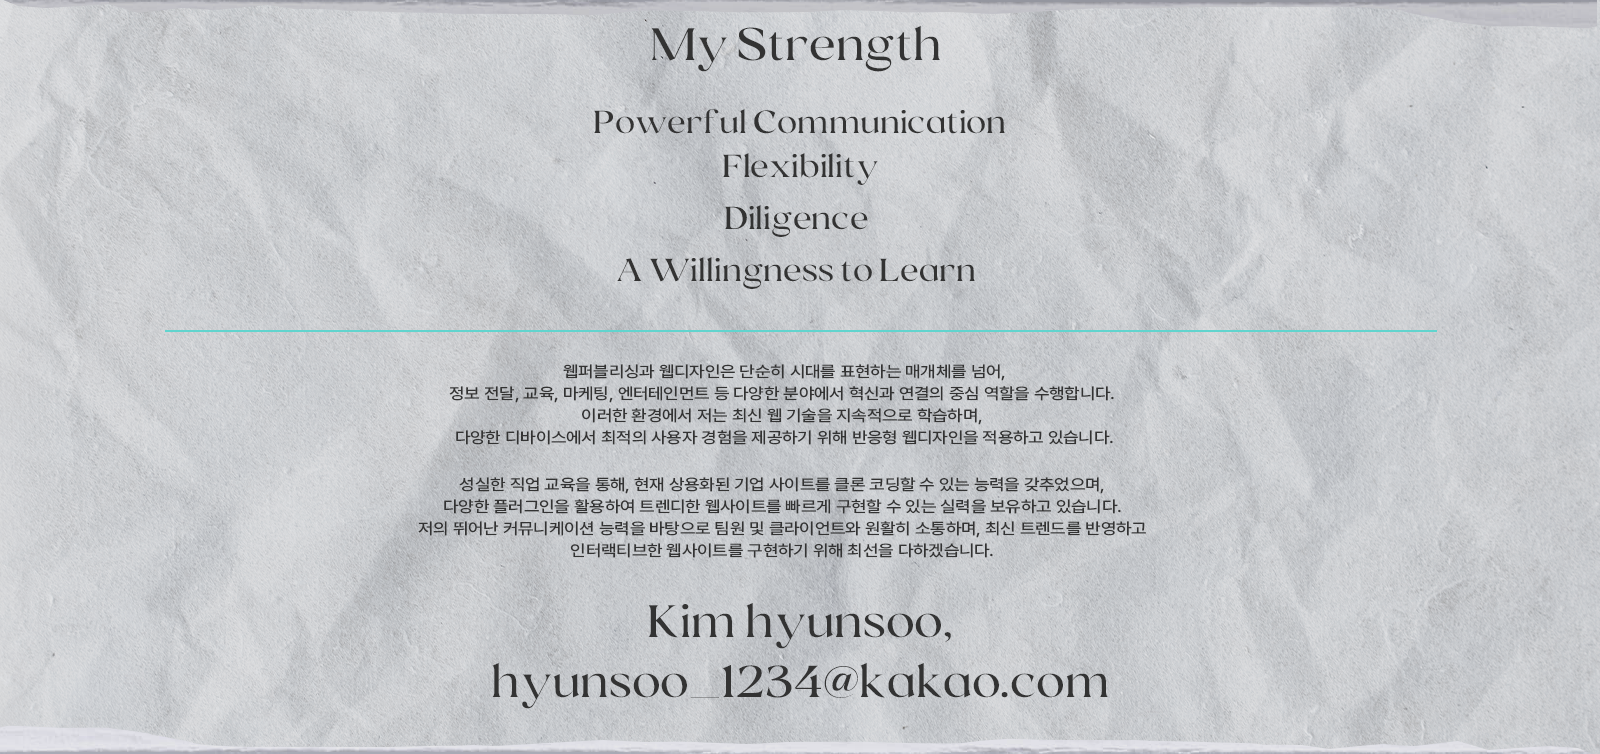 My Strength
Powerful Communication
Flexibility
Diligence
A Willingness to Learn
웹퍼블리싱과 웹디자인은 단순히 시대를 표현하는 매개체를 넘어,
정보 전달, 교육, 마케팅, 엔터테인먼트 등 다양한 분야에서 혁신과 연결의 중심 역할을 수행합니다.
이러한 환경에서 저는 최신 웹 기술을 지속적으로 학습하며,
다양한 디바이스에서 최적의 사용자 경험을 제공하기 위해 반응형 웹디자인을 적용하고 있습니다.
성실한 직업 교육을 통해, 현재 상용화된 기업 사이트를 클론 코딩할 수 있는 능력을 갖추었으며,
다양한 플러그인을 활용하여 트렌디한 웹사이트를 빠르게 구현할 수 있는 실력을 보유하고 있습니다.
저의 뛰어난 커뮤니케이션 능력을 바탕으로 팀원 및 클라이언트와 원활히 소통하며, 최신 트렌드를 반영하고
인터랙티브한 웹사이트를 구현하기 위해 최선을 다하겠습니다.
Kim hyunsoo,
hyunsoo_1234@kakao.com